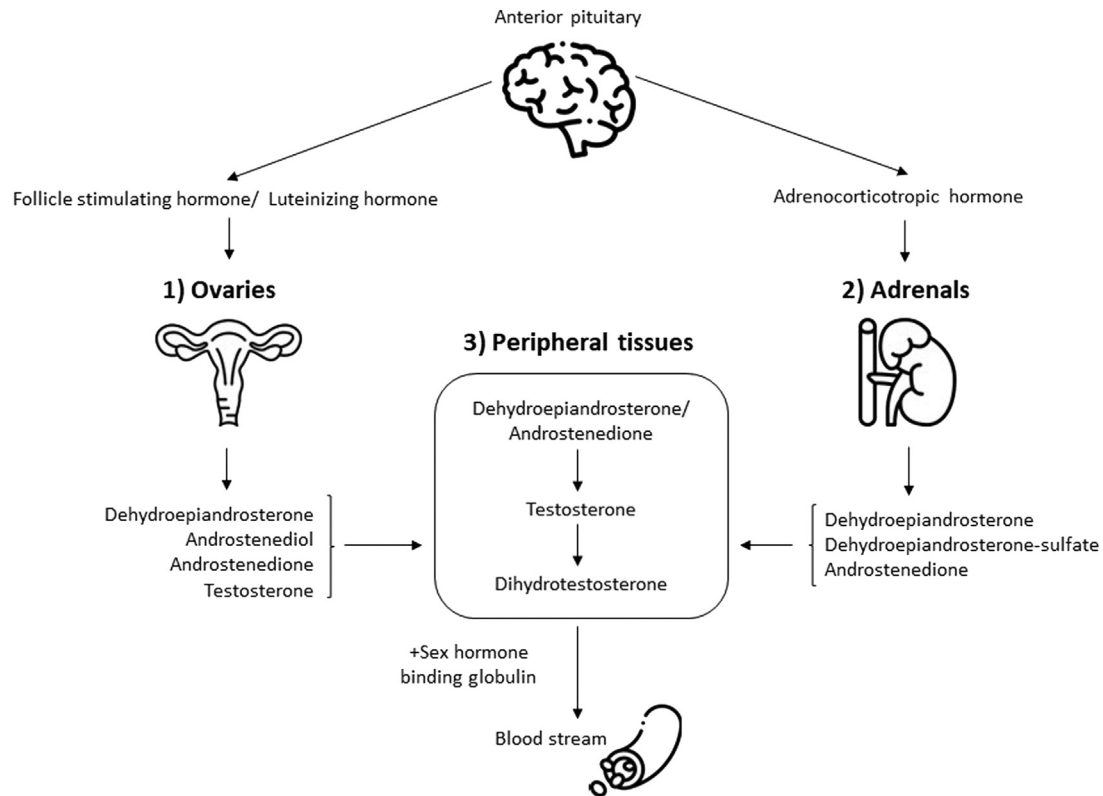 Anterior pituitary
Follicle stimulating hormone/ Luteinizing hormone
Adrenocorticotropic hormone
1) Ovaries
2) Adrenals
3) Peripheral tissues
Dehydroepiandrosterone/
Androstenedione
Testosterone
Dihydrotestosterone
Dehydroepiandrosterone
Androstenediol
Androstenedione
Testosterone
Dehydroepiandrosterone
Dehydroepiandrosterone-sulfate
Androstenedione
+Sex hormone
binding globulin
Blood stream